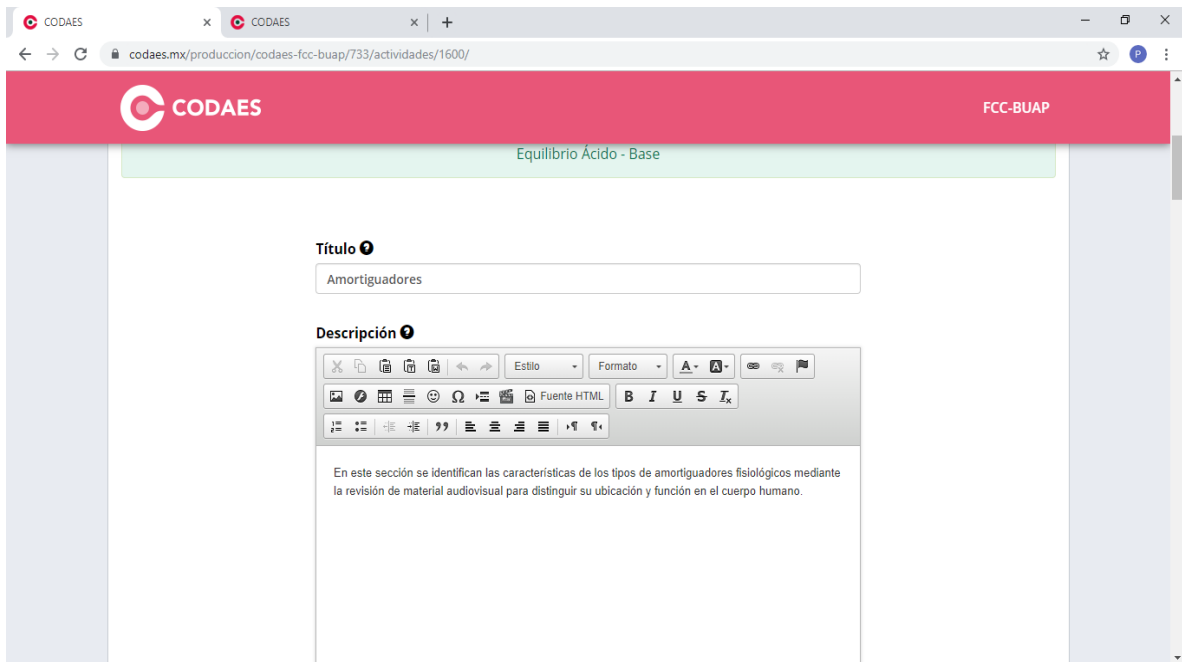 CODAES
CODAES
codaes.mx/produccion/codaes-fcc-buap/733/actividades/1600/
P
CODAES
FCC-BUAP
Equilibrio Ácido - Base
Título
Amortiguadores
Descripción
Estilo
Formato
A
A
Fuente HTML
B I U S Tx
En este sección se identifican las características de los tipos de amortiguadores fisiológicos mediante
la revisión de material audiovisual para distinguir su ubicación y función en el cuerpo humano.